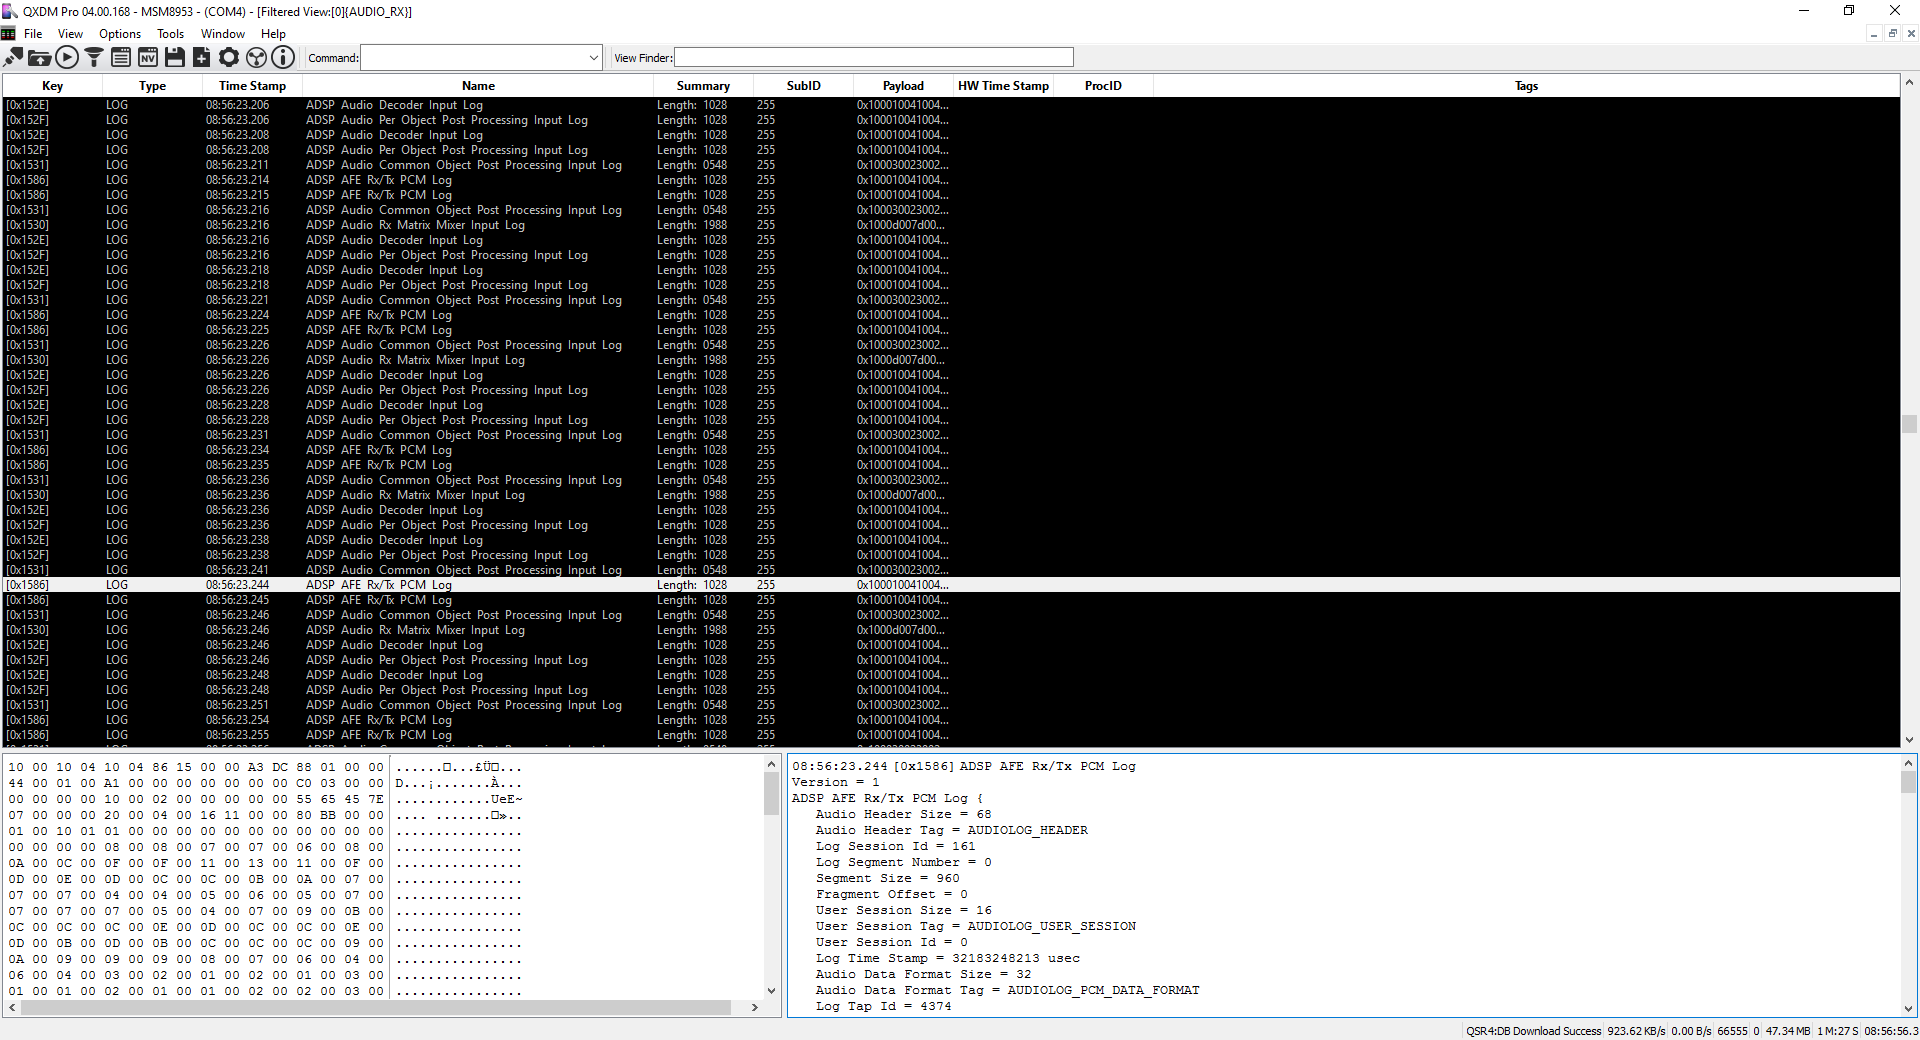 QXDM Pro 04.00.168 - MSM8953 - (COM4) - [Filtered View:[0]{AUDIO_RX}]
File View Options Tools Window Help
Command: View Finder:
Key Type Time Stamp Name Summary SubID Payload HW Time Stamp ProcID Tags
[0x152E] LOG 08:56:23.206 ADSP Audio Decoder Input Log Length: 1028 255 0x100010041004...
[0x152F] LOG 08:56:23.206 ADSP Audio Per Object Post Processing Input Log Length: 1028 255 0x100010041004...
[0x152E] LOG 08:56:23.208 ADSP Audio Decoder Input Log Length: 1028 255 0x100010041004...
[0x152F] LOG 08:56:23.208 ADSP Audio Per Object Post Processing Input Log Length: 1028 255 0x100010041004...
[0x1531] LOG 08:56:23.211 ADSP Audio Common Object Post Processing Input Log Length: 0548 255 0x100030023002...
[0x1586] LOG 08:56:23.214 ADSP AFE Rx/Tx PCM Log Length: 1028 255 0x100010041004...
[0x1586] LOG 08:56:23.215 ADSP AFE Rx/Tx PCM Log Length: 1028 255 0x100010041004...
[0x1531] LOG 08:56:23.216 ADSP Audio Common Object Post Processing Input Log Length: 0548 255 0x100030023002...
[0x1530] LOG 08:56:23.216 ADSP Audio Rx Matrix Mixer Input Log Length: 1988 255 0x1000d007d00...
[0x152E] LOG 08:56:23.216 ADSP Audio Decoder Input Log Length: 1028 255 0x100010041004...
[0x152F] LOG 08:56:23.216 ADSP Audio Per Object Post Processing Input Log Length: 1028 255 0x100010041004...
[0x152E] LOG 08:56:23.218 ADSP Audio Decoder Input Log Length: 1028 255 0x100010041004...
[0x152F] LOG 08:56:23.218 ADSP Audio Per Object Post Processing Input Log Length: 1028 255 0x100010041004...
[0x1531] LOG 08:56:23.221 ADSP Audio Common Object Post Processing Input Log Length: 0548 255 0x100030023002...
[0x1586] LOG 08:56:23.224 ADSP AFE Rx/Tx PCM Log Length: 1028 255 0x100010041004...
[0x1586] LOG 08:56:23.225 ADSP AFE Rx/Tx PCM Log Length: 1028 255 0x100010041004...
[0x1531] LOG 08:56:23.226 ADSP Audio Common Object Post Processing Input Log Length: 0548 255 0x100030023002...
[0x1530] LOG 08:56:23.226 ADSP Audio Rx Matrix Mixer Input Log Length: 1988 255 0x1000d007d00...
[0x152E] LOG 08:56:23.226 ADSP Audio Decoder Input Log Length: 1028 255 0x100010041004...
[0x152F] LOG 08:56:23.226 ADSP Audio Per Object Post Processing Input Log Length: 1028 255 0x100010041004...
[0x152E] LOG 08:56:23.228 ADSP Audio Decoder Input Log Length: 1028 255 0x100010041004...
[0x152F] LOG 08:56:23.228 ADSP Audio Per Object Post Processing Input Log Length: 1028 255 0x100010041004...
[0x1531] LOG 08:56:23.231 ADSP Audio Common Object Post Processing Input Log Length: 0548 255 0x100030023002...
[0x1586] LOG 08:56:23.234 ADSP AFE Rx/Tx PCM Log Length: 1028 255 0x100010041004...
[0x1586] LOG 08:56:23.235 ADSP AFE Rx/Tx PCM Log Length: 1028 255 0x100010041004...
[0x1531] LOG 08:56:23.236 ADSP Audio Common Object Post Processing Input Log Length: 0548 255 0x100030023002...
[0x1530] LOG 08:56:23.236 ADSP Audio Rx Matrix Mixer Input Log Length: 1988 255 0x1000d007d00...
[0x152E] LOG 08:56:23.236 ADSP Audio Decoder Input Log Length: 1028 255 0x100010041004...
[0x152F] LOG 08:56:23.236 ADSP Audio Per Object Post Processing Input Log Length: 1028 255 0x100010041004...
[0x152E] LOG 08:56:23.238 ADSP Audio Decoder Input Log Length: 1028 255 0x100010041004...
[0x152F] LOG 08:56:23.238 ADSP Audio Per Object Post Processing Input Log Length: 1028 255 0x100010041004...
[0x1531] LOG 08:56:23.241 ADSP Audio Common Object Post Processing Input Log Length: 0548 255 0x100030023002...
[0x1586] LOG 08:56:23.244 ADSP AFE Rx/Tx PCM Log Length: 1028 255 0x100010041004...
[0x1586] LOG 08:56:23.245 ADSP AFE Rx/Tx PCM Log Length: 1028 255 0x100010041004...
[0x1531] LOG 08:56:23.246 ADSP Audio Common Object Post Processing Input Log Length: 0548 255 0x100030023002...
[0x1530] LOG 08:56:23.246 ADSP Audio Rx Matrix Mixer Input Log Length: 1988 255 0x1000d007d00...
[0x152E] LOG 08:56:23.246 ADSP Audio Decoder Input Log Length: 1028 255 0x100010041004...
[0x152F] LOG 08:56:23.246 ADSP Audio Per Object Post Processing Input Log Length: 1028 255 0x100010041004...
[0x152E] LOG 08:56:23.248 ADSP Audio Decoder Input Log Length: 1028 255 0x100010041004...
[0x152F] LOG 08:56:23.248 ADSP Audio Per Object Post Processing Input Log Length: 1028 255 0x100010041004...
[0x1531] LOG 08:56:23.251 ADSP Audio Common Object Post Processing Input Log Length: 0548 255 0x100030023002...
[0x1586] LOG 08:56:23.254 ADSP AFE Rx/Tx PCM Log Length: 1028 255 0x100010041004...
[0x1586] LOG 08:56:23.255 ADSP AFE Rx/Tx PCM Log Length: 1028 255 0x100010041004...
10 00 10 04 10 04 86 15 00 00 A3 DC 88 01 00 00 ......□...£Ü□...
44 00 01 00 A1 00 00 00 00 00 00 00 C0 03 00 00 D...¡.......À...
00 00 00 00 10 00 02 00 00 00 00 00 55 65 45 7E ............UeE~
07 00 00 00 20 00 04 00 16 11 00 00 80 BB 00 00 .... .......□»..
01 00 10 01 01 00 00 00 00 00 00 00 00 00 00 00 ................
00 00 00 00 08 00 08 00 07 00 07 00 06 00 08 00 ................
0A 00 0C 00 0F 00 0F 00 11 00 13 00 11 00 0F 00 ................
0D 00 0E 00 0D 00 0C 00 0C 00 0B 00 0A 00 07 00 ................
07 00 07 00 04 00 04 00 05 00 06 00 05 00 07 00 ................
07 00 07 00 07 00 05 00 04 00 07 00 09 00 0B 00 ................
0C 00 0C 00 0C 00 0E 00 0D 00 0C 00 0C 00 0E 00 ................
0D 00 0B 00 0D 00 0B 00 0C 00 0C 00 0C 00 09 00 ................
0A 00 09 00 09 00 09 00 08 00 07 00 06 00 04 00 ................
06 00 04 00 03 00 02 00 01 00 02 00 01 00 03 00 ................
01 00 01 00 02 00 01 00 01 00 02 00 02 00 03 00 ................
08:56:23.244 [0x1586] ADSP AFE Rx/Tx PCM Log
Version = 1
ADSP AFE Rx/Tx PCM Log {
Audio Header Size = 68
Audio Header Tag = AUDIOLOG_HEADER
Log Session Id = 161
Log Segment Number = 0
Segment Size = 960
Fragment Offset = 0
User Session Size = 16
User Session Tag = AUDIOLOG_USER_SESSION
User Session Id = 0
Log Time Stamp = 32183248213 usec
Audio Data Format Size = 32
Audio Data Format Tag = AUDIOLOG_PCM_DATA_FORMAT
Log Tap Id = 4374
QSR4:DB Download Success 923.62 KB/s 0.00 B/s 66555 0 47.34 MB 1 M:27 S 08:56:56.3